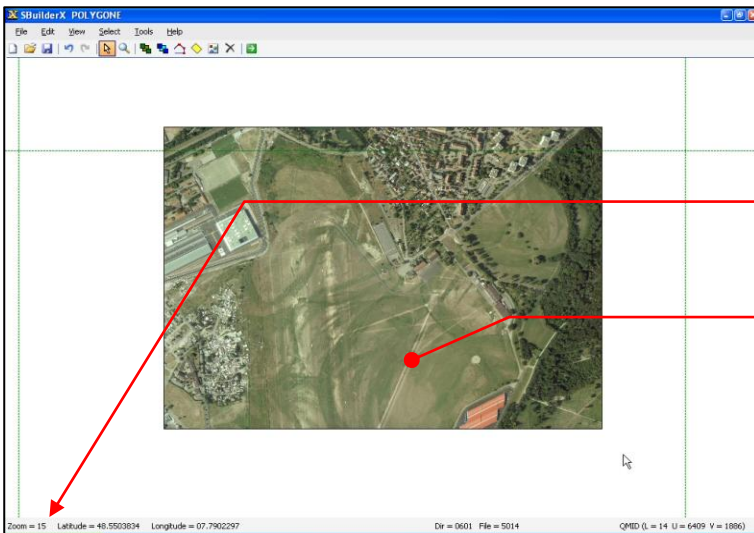 SBuilderX POLYGONE
File Edit View Select Tools Help
Zoom = 15 Latitude = 48.5503834 Longitude = 07.7902297 Dir = 0601 File = 5014 QMID (L = 14 U = 6409 V = 1886)